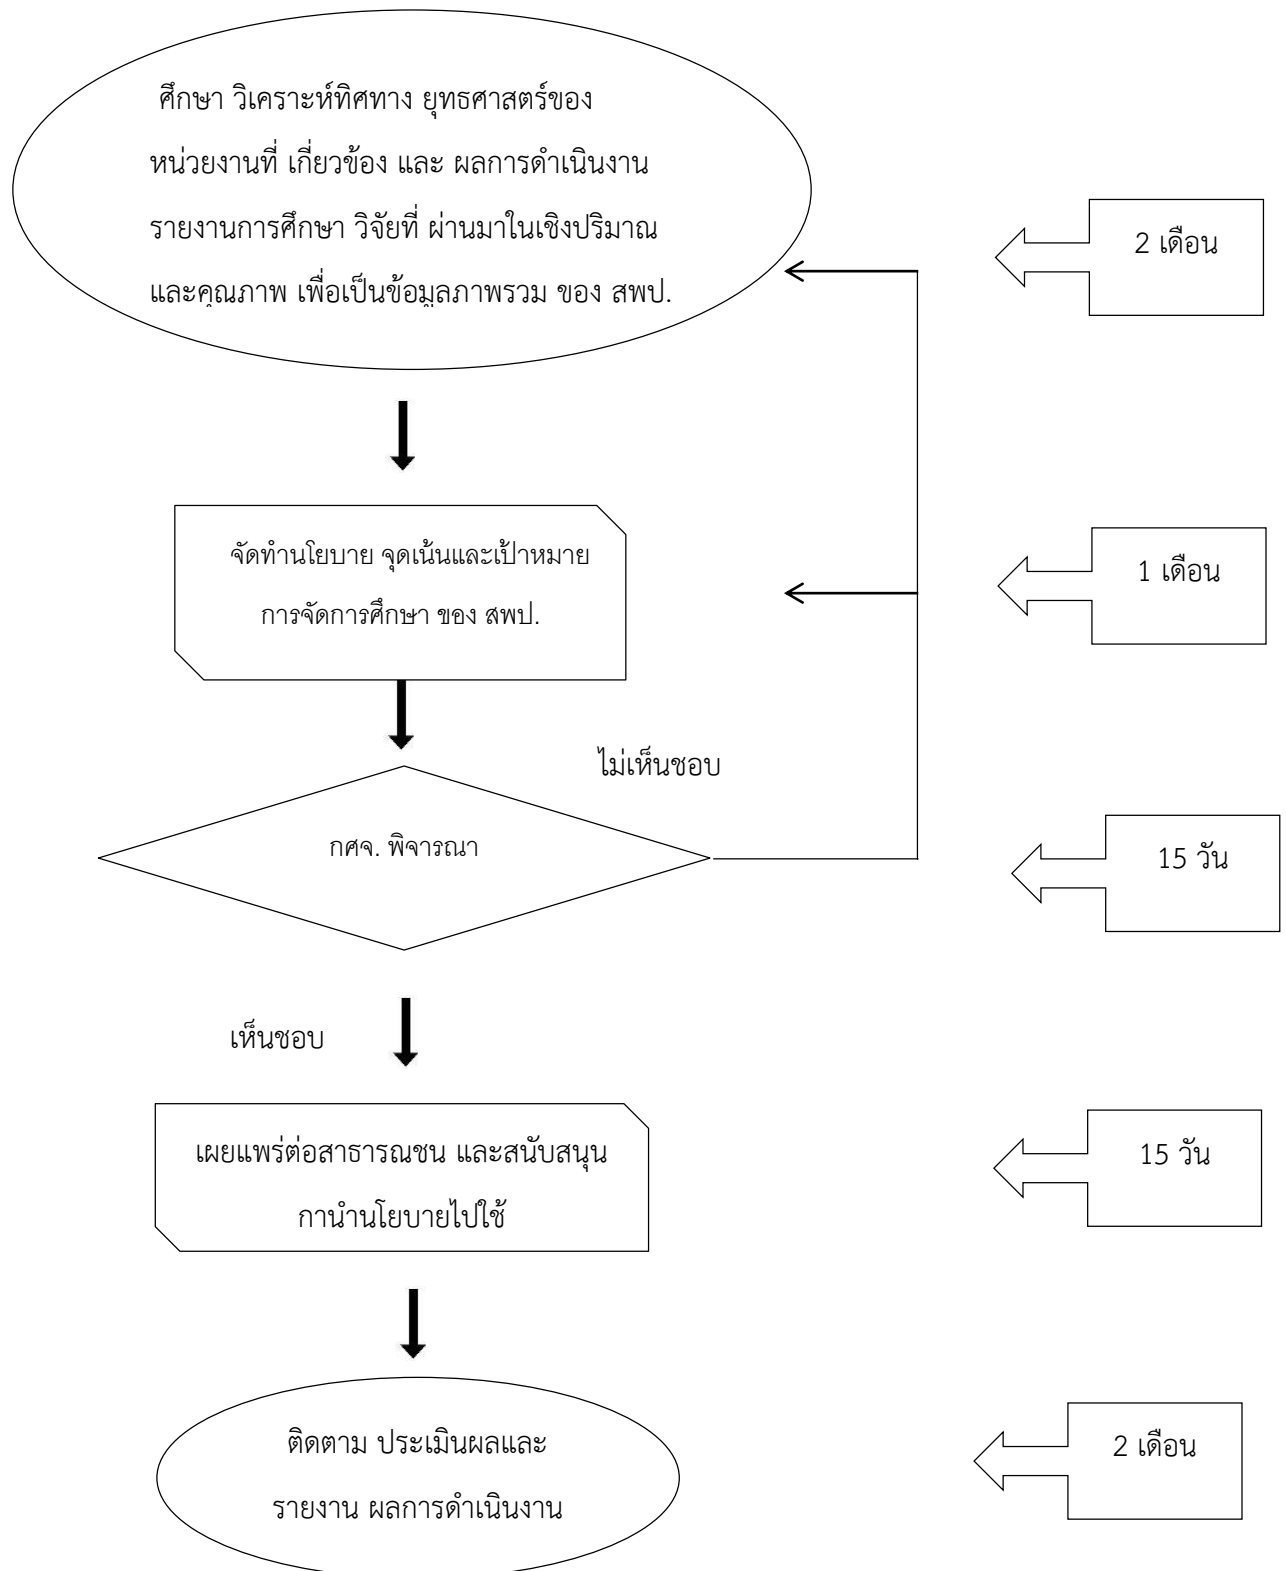 ศึกษา วิเคราะห์ทิศทาง ยุทธศาสตร์ของ
หน่วยงานที่ เกี่ยวข้อง และ ผลการดำเนินงาน
รายงานการศึกษา วิจัยที่ ผ่านมาในเชิงปริมาณ
และคุณภาพ เพื่อเป็นข้อมูลภาพรวม ของ สพป.
2 เดือน
จัดทำนโยบาย จุดเน้นและเป้าหมาย
การจัดการศึกษา ของ สพป.
1 เดือน
ไม่เห็นชอบ
กศจ. พิจารณา
15 วัน
เห็นชอบ
เผยแพร่ต่อสาธารณชน และสนับสนุน
กานำนโยบายไปใช้
15 วัน
ติดตาม ประเมินผลและ
รายงาน ผลการดำเนินงาน
2 เดือน